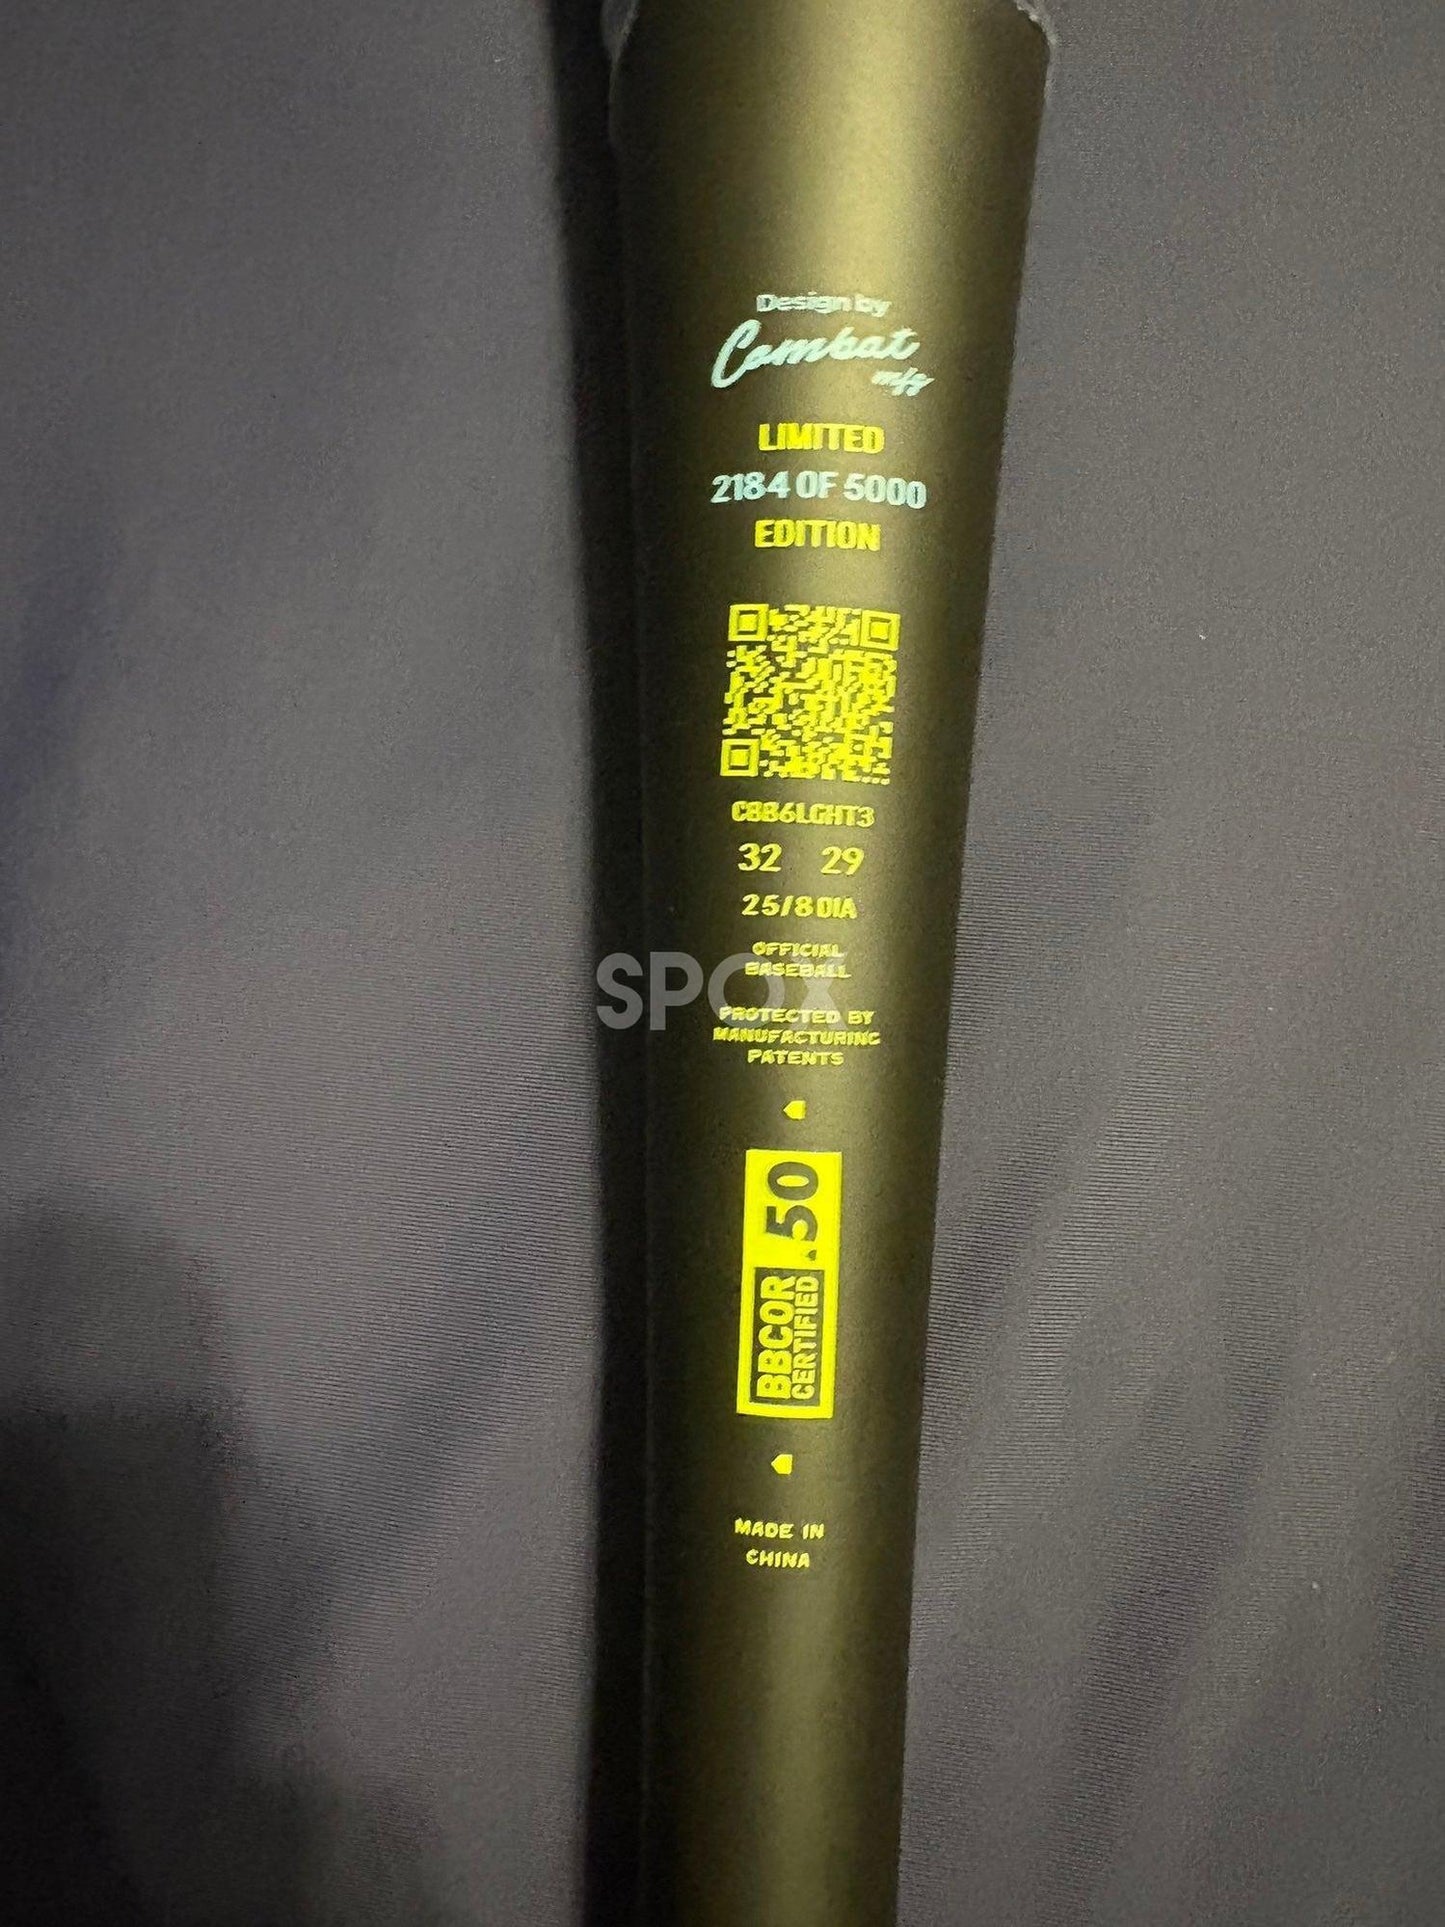 Design by
Combat
mfg
LIMITED
2184 OF 5000
EDITION
CBB6LGHT3
32 29
25/8 DIA
OFFICIAL
BASEBALL
SPOX
PROTECTED BY
MANUFACTURING
PATENTS
BBCOR
CERTIFIED
.50
MADE IN
CHINA